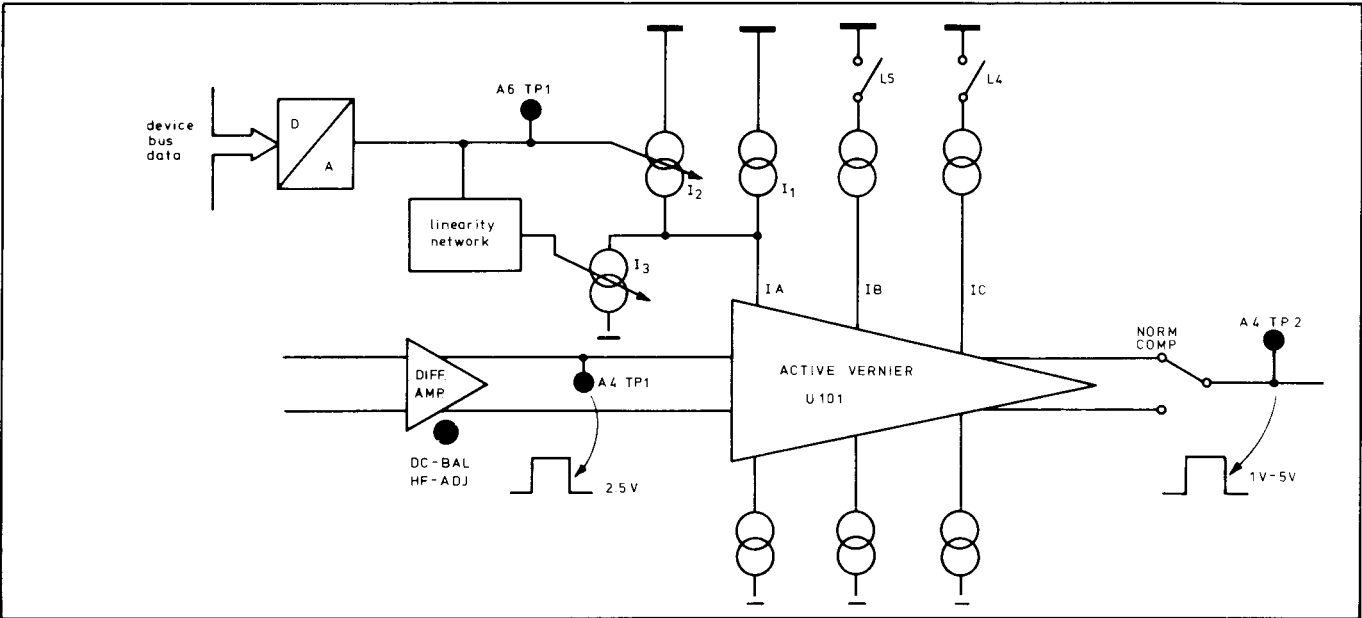 A6 TP1
L5
L4
device
bus
data
D
A
I2
I1
linearity
network
I3
IA
IB
IC
NORM
COMP
A4 TP2
DIFF.
AMP.
A4 TP1
ACTIVE VERNIER
U101
DC-BAL
HF-ADJ
2.5V
1V-5V